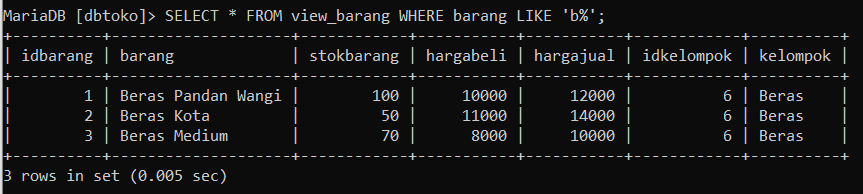 MariaDB [dbtoko]> SELECT * FROM view_barang WHERE barang LIKE 'b%';
+----------+--------------------+------------+-----------+-----------+------------+----------+
| idbarang | barang             | stokbarang | hargabeli | hargajual | idkelompok | kelompok |
+----------+--------------------+------------+-----------+-----------+------------+----------+
|        1 | Beras Pandan Wangi |        100 |     10000 |     12000 |          6 | Beras    |
|        2 | Beras Kota         |         50 |     11000 |     14000 |          6 | Beras    |
|        3 | Beras Medium       |         70 |      8000 |     10000 |          6 | Beras    |
+----------+--------------------+------------+-----------+-----------+------------+----------+
3 rows in set (0.005 sec)